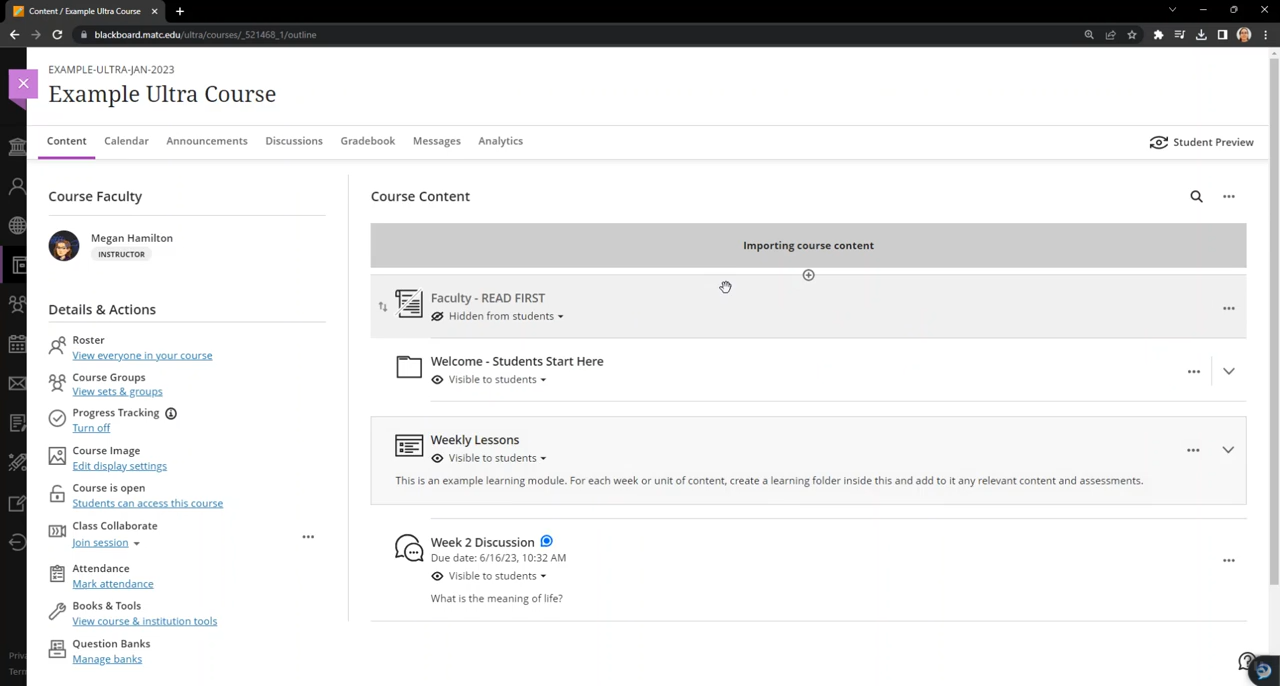 Content / Example Ultra Course
blackboard.matc.edu/ultra/courses/_521468_1/outline
EXAMPLE-ULTRA-JAN-2023
Example Ultra Course
Content
Calendar
Announcements
Discussions
Gradebook
Messages
Analytics
Student Preview
Course Faculty
Megan Hamilton
INSTRUCTOR
Details & Actions
Roster
View everyone in your course
Course Groups
View sets & groups
Progress Tracking
Turn off
Course Image
Edit display settings
Course is open
Students can access this course
Class Collaborate
Join session
Attendance
Mark attendance
Books & Tools
View course & institution tools
Question Banks
Manage banks
Course Content
Importing course content
Faculty - READ FIRST
Hidden from students
Welcome - Students Start Here
Visible to students
Weekly Lessons
Visible to students
This is an example learning module. For each week or unit of content, create a learning folder inside this and add to it any relevant content and assessments.
Week 2 Discussion
Due date: 6/16/23, 10:32 AM
Visible to students
What is the meaning of life?